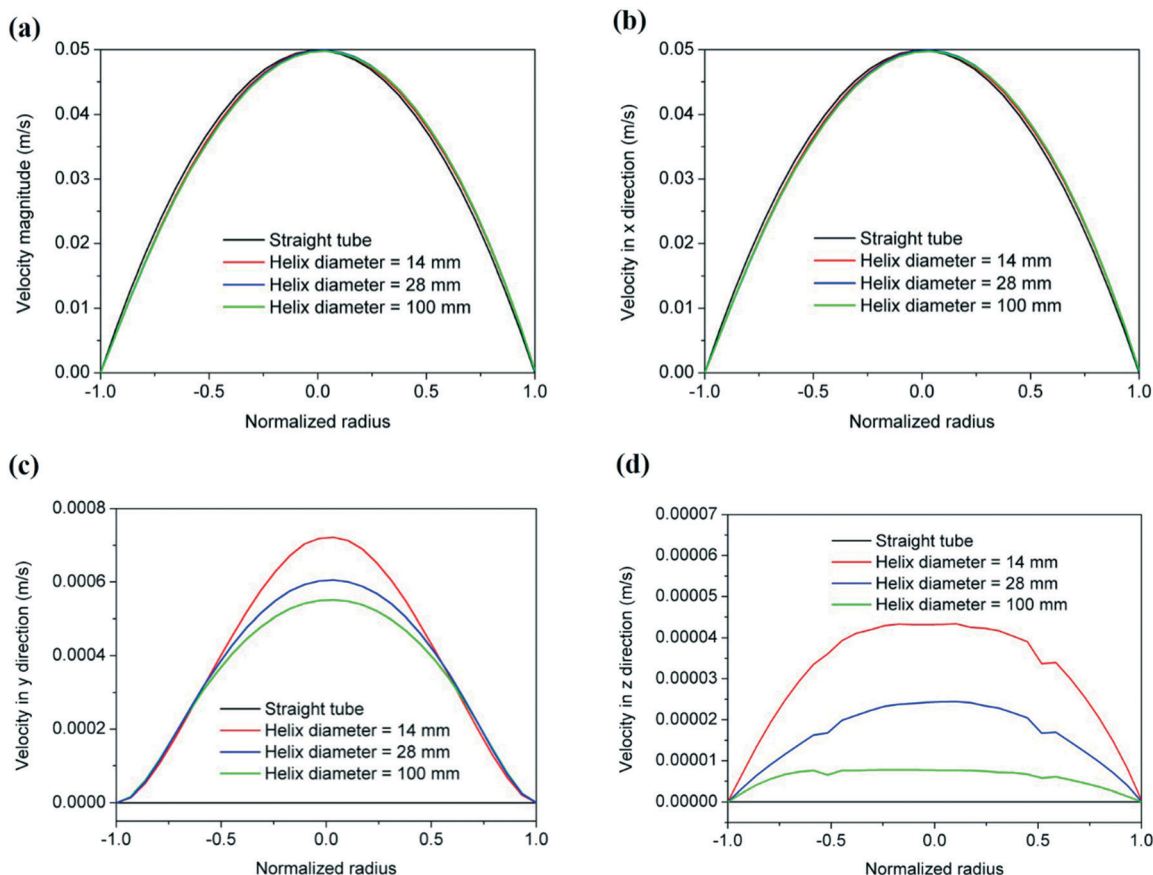 (a)
0.05
0.04
0.03
0.02
0.01
0.00
Velocity magnitude (m/s)
Straight tube
Helix diameter = 14 mm
Helix diameter = 28 mm
Helix diameter = 100 mm
-1.0 -0.5 0.0 0.5 1.0
Normalized radius
(b)
0.05
0.04
0.03
0.02
0.01
0.00
Velocity in x direction (m/s)
Straight tube
Helix diameter = 14 mm
Helix diameter = 28 mm
Helix diameter = 100 mm
-1.0 -0.5 0.0 0.5 1.0
Normalized radius
(c)
0.0008
0.0006
0.0004
0.0002
0.0000
Velocity in y direction (m/s)
Straight tube
Helix diameter = 14 mm
Helix diameter = 28 mm
Helix diameter = 100 mm
-1.0 -0.5 0.0 0.5 1.0
Normalized radius
(d)
0.00007
0.00006
0.00005
0.00004
0.00003
0.00002
0.00001
0.00000
Velocity in z direction (m/s)
Straight tube
Helix diameter = 14 mm
Helix diameter = 28 mm
Helix diameter = 100 mm
-1.0 -0.5 0.0 0.5 1.0
Normalized radius